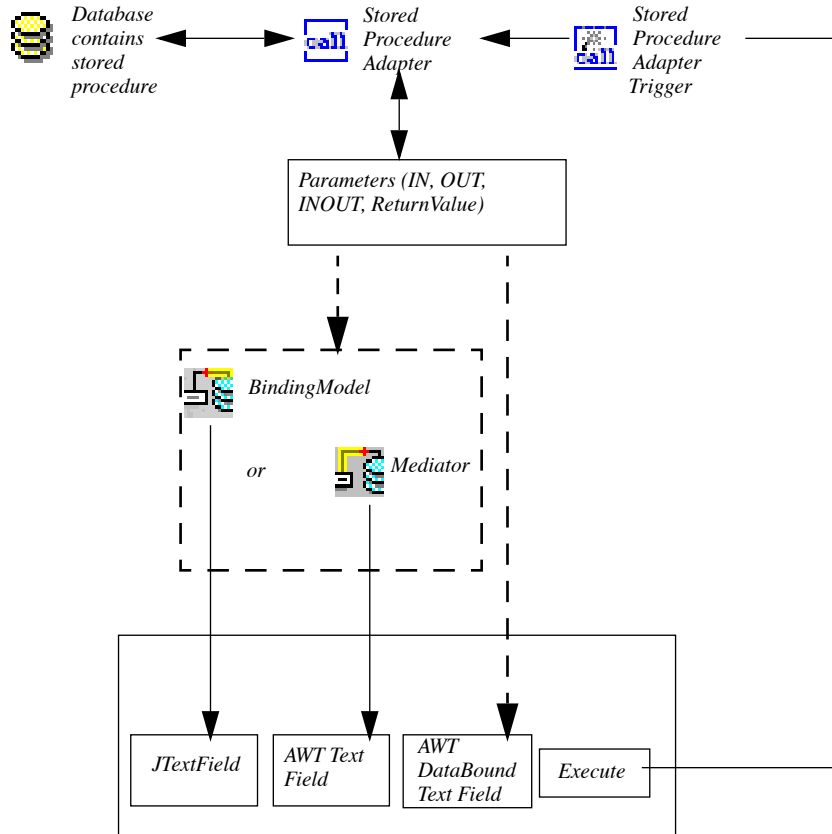 Database
contains
stored
procedure
call
Stored
Procedure
Adapter
call
Stored
Procedure
Adapter
Trigger
Parameters (IN, OUT,
INOUT, ReturnValue)
BindingModel
or
Mediator
JTextField
AWT Text
Field
AWT
DataBound
Text Field
Execute